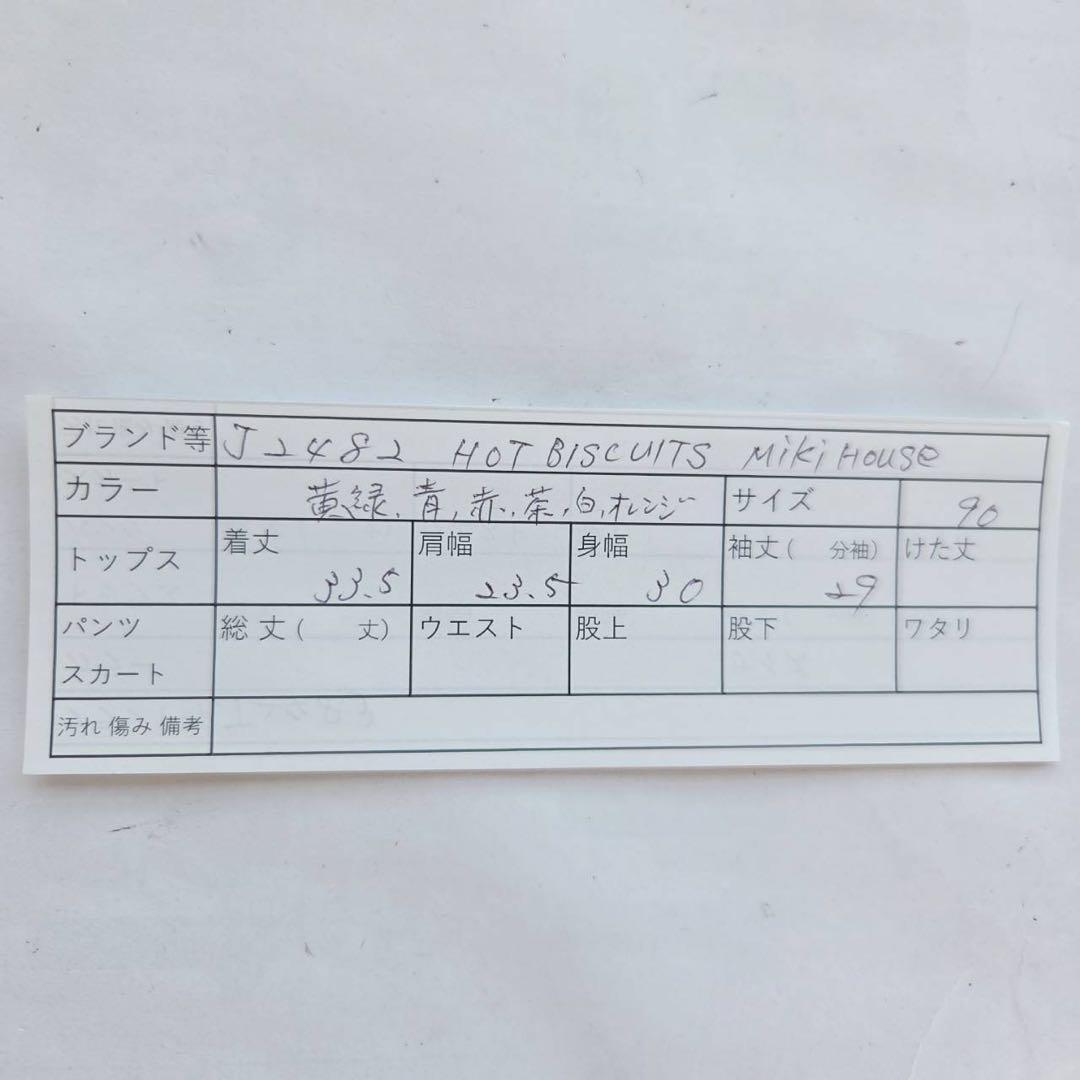 ブランド等 J2482 HOT BISCUITS MiKi HOUSE
カラー 黄緑、青,赤,茶,白,オレンジ サイズ 90
トップス 着丈 33.5 肩幅 23.5 身幅 30 袖丈( 分袖) 29 けた丈
パンツ スカート 総丈( 丈) ウエスト 股上 股下 ワタリ
汚れ 傷み 備考